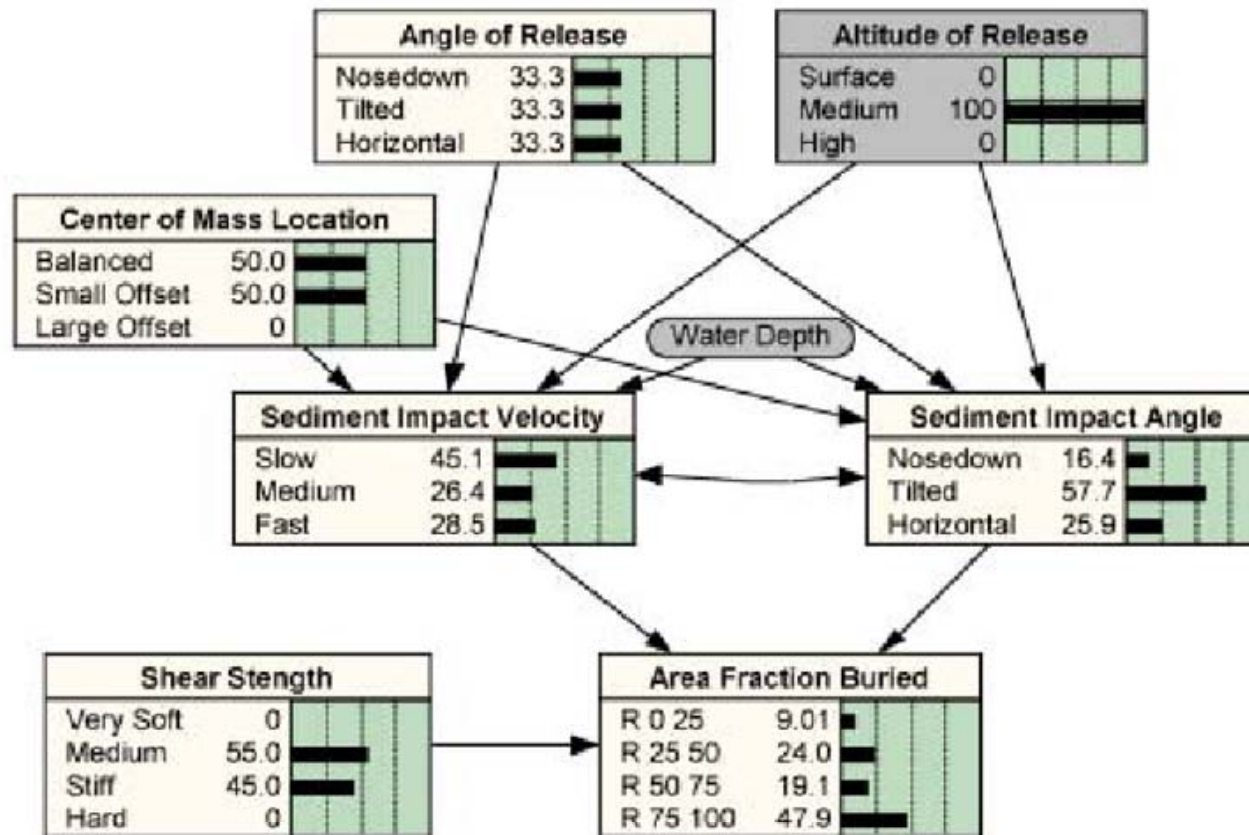 Angle of Release
Nosedown 33.3
Tilted 33.3
Horizontal 33.3
Altitude of Release
Surface 0
Medium 100
High 0
Center of Mass Location
Balanced 50.0
Small Offset 50.0
Large Offset 0
Water Depth
Sediment Impact Velocity
Slow 45.1
Medium 26.4
Fast 28.5
Sediment Impact Angle
Nosedown 16.4
Tilted 57.7
Horizontal 25.9
Shear Stength
Very Soft 0
Medium 55.0
Stiff 45.0
Hard 0
Area Fraction Buried
R 0 25 9.01
R 25 50 24.0
R 50 75 19.1
R 75 100 47.9